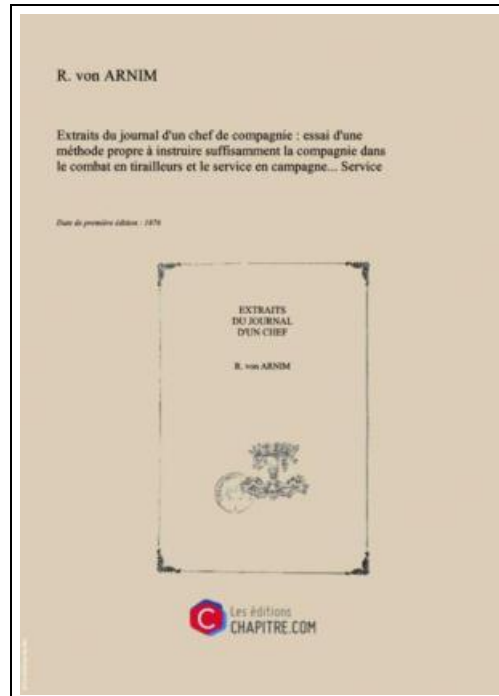 R. von ARNIM
Extraits du journal d'un chef de compagnie : essai d'une
méthode propre à instruire suffisamment la compagnie dans
le combat en tirailleurs et le service en campagne... Service
Date de première édition : 1876
EXTRAITS
DU JOURNAL
D'UN CHEF
R. von ARNIM
C
Les éditions
CHAPITRE.COM